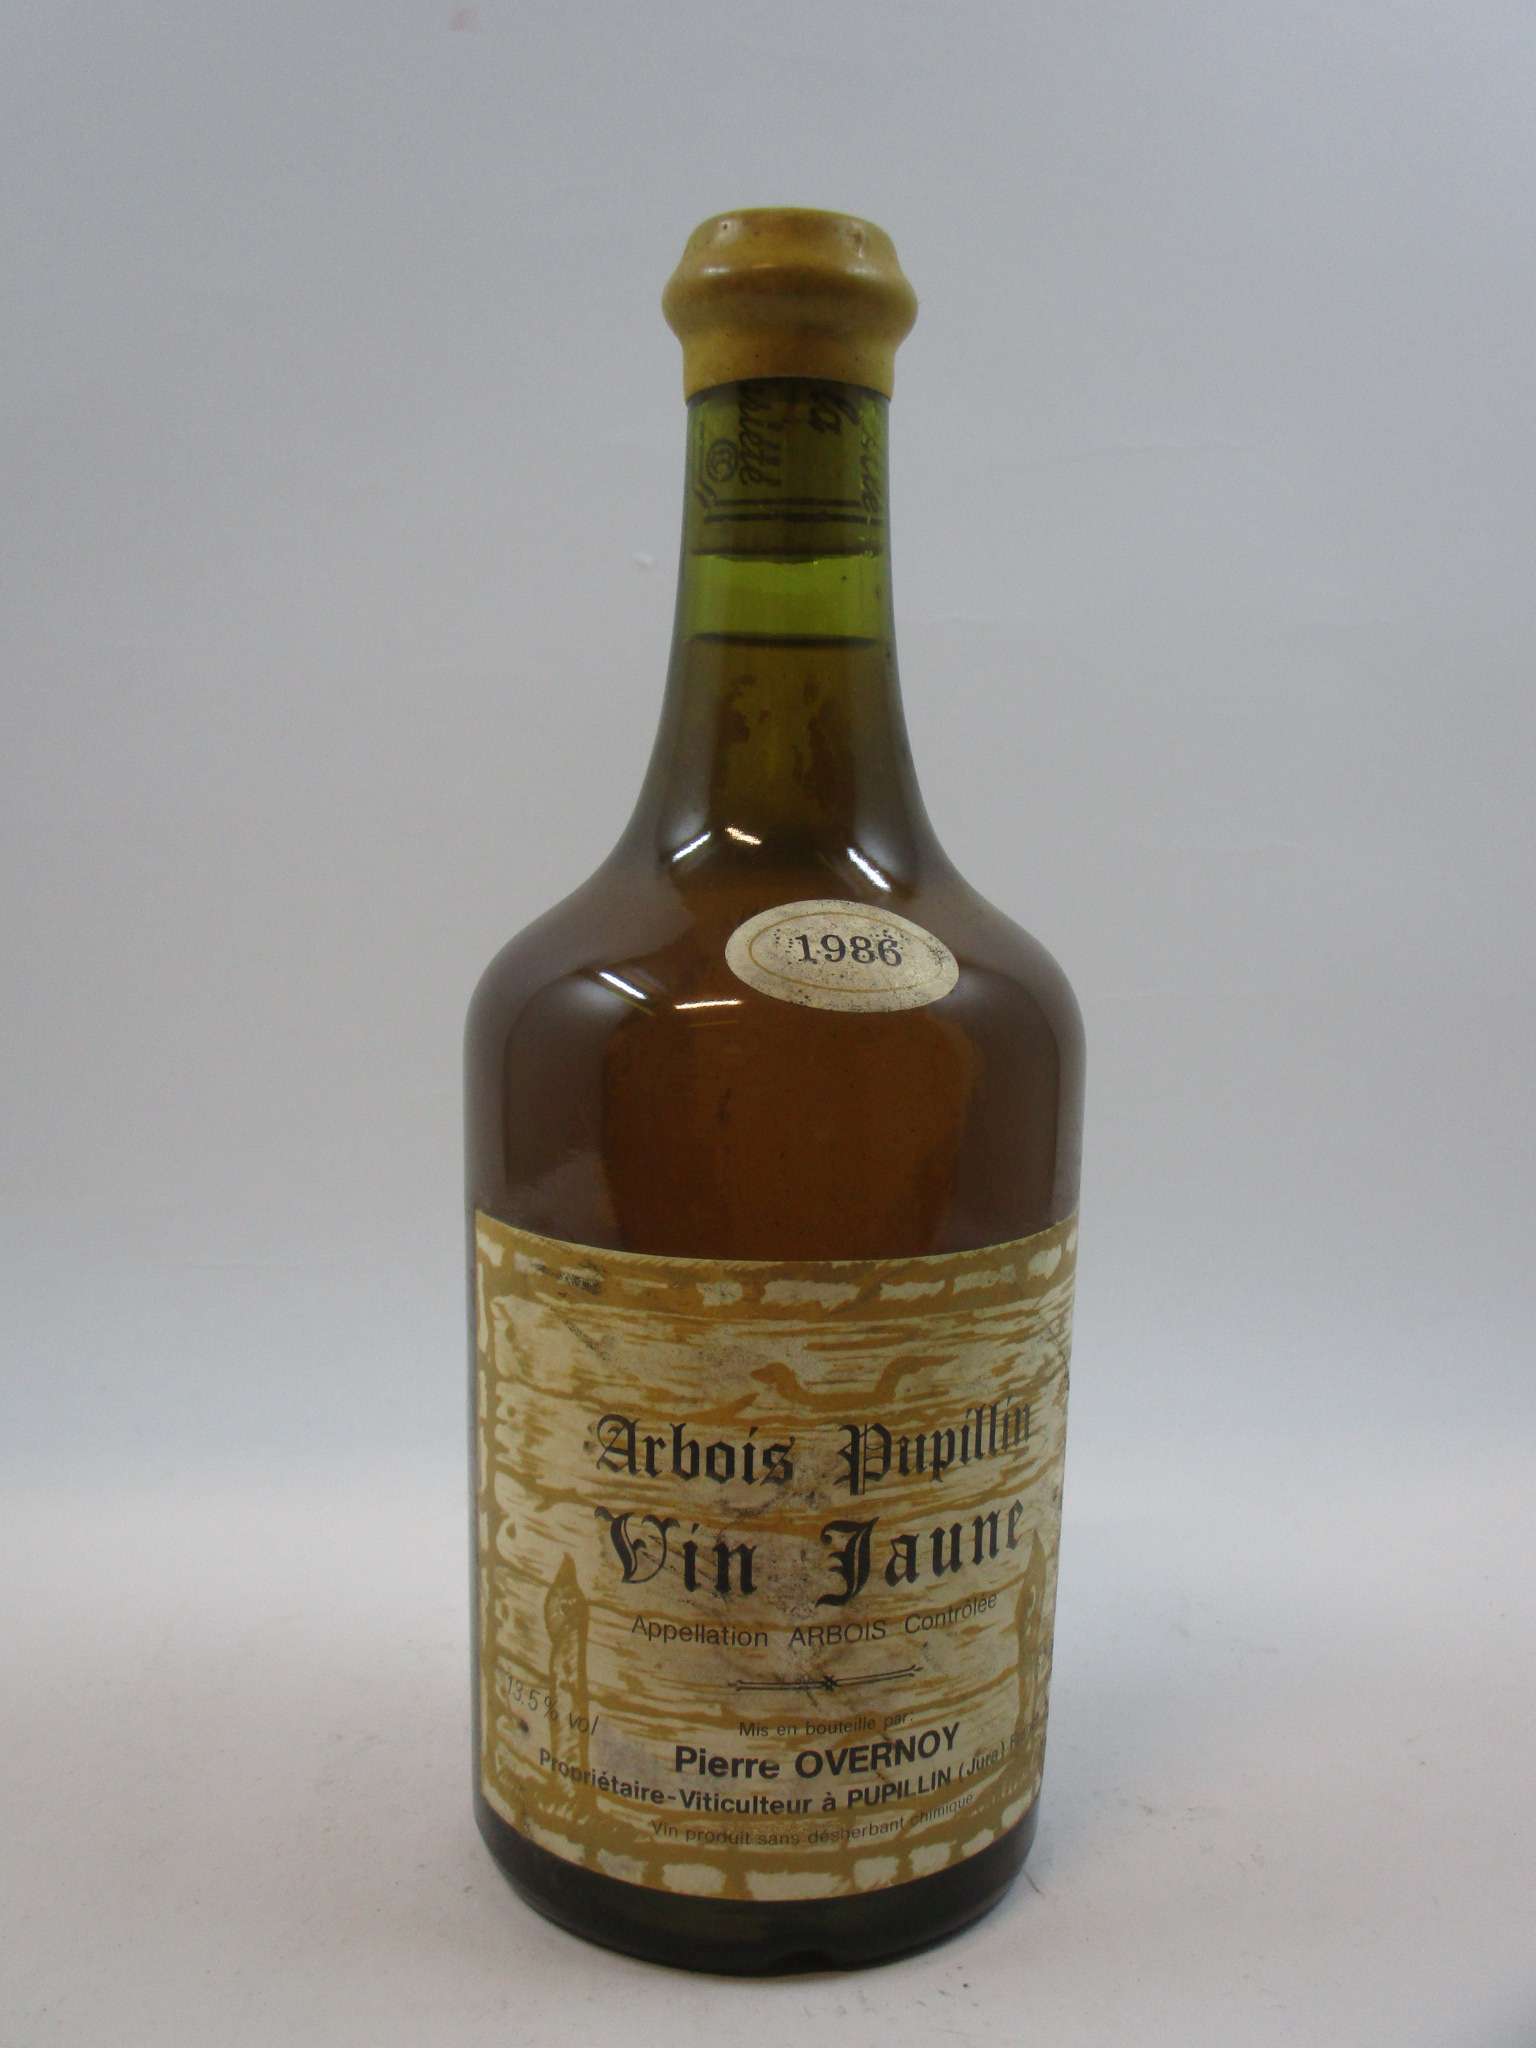 1986
Arbois Pupillin
Vin Jaune
Appellation ARBOIS Contrôlée
13.5% vol
Mis en bouteille par:
Pierre OVERNOY
Propriétaire-Viticulteur à PUPILLIN (Jura)
Vin produit sans désherbant chimique